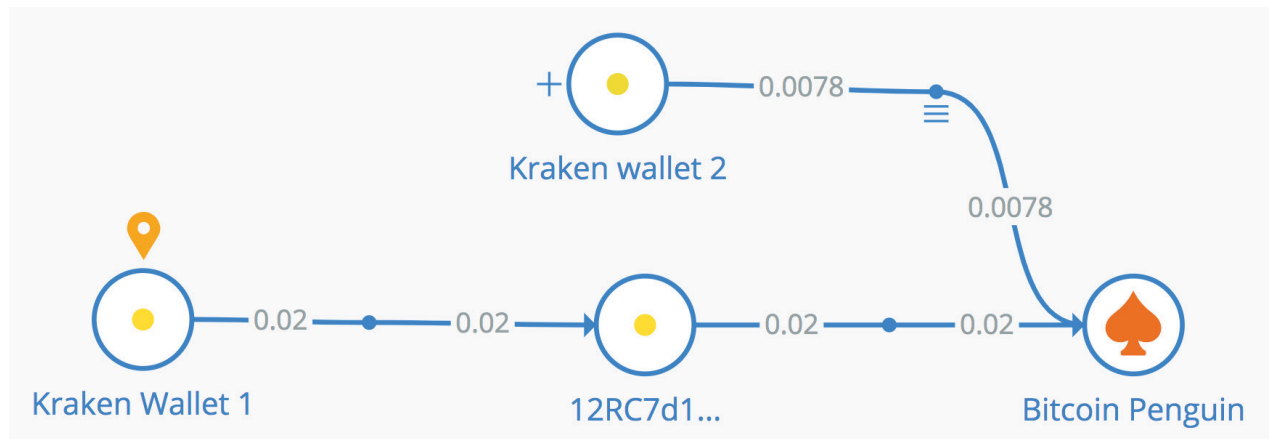 0.0078
Kraken wallet 2
0.0078
0.02
0.02
0.02
0.02
Kraken Wallet 1
12RC7d1...
Bitcoin Penguin